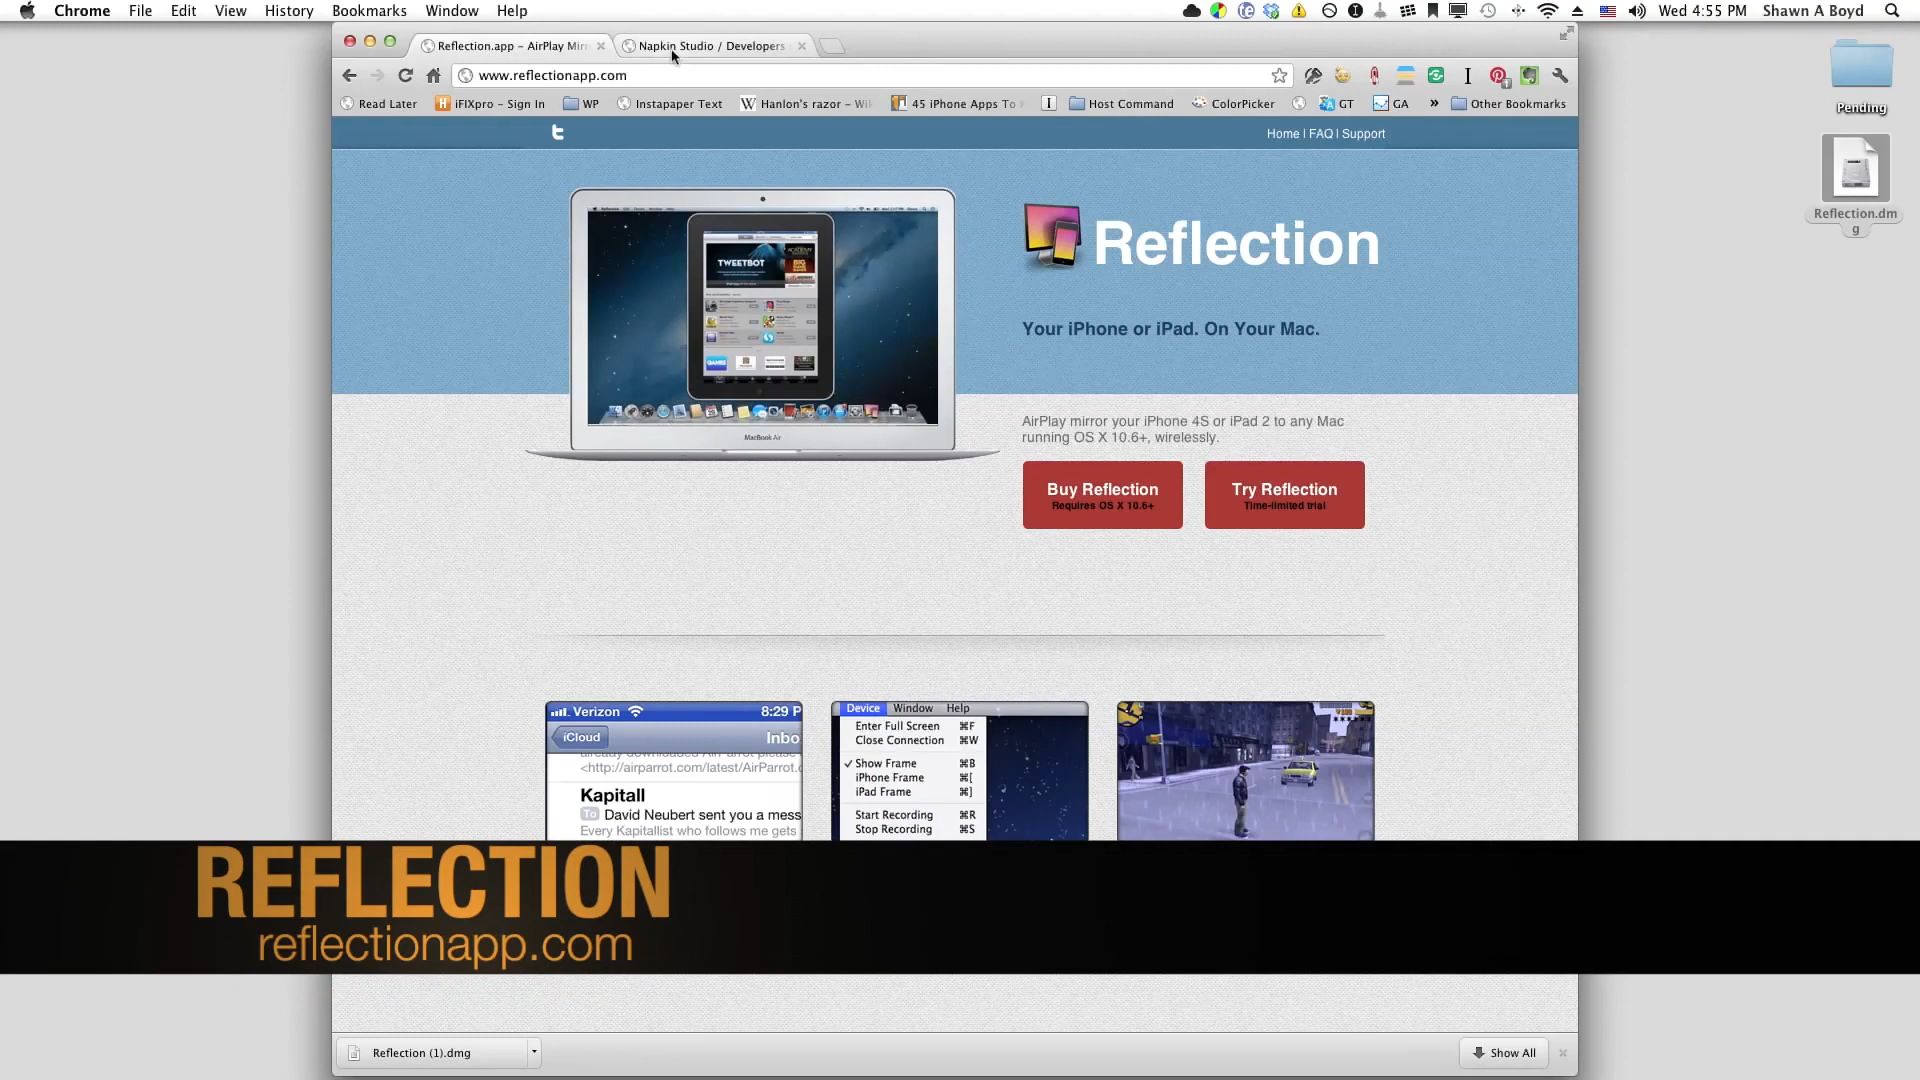 Chrome File Edit View History Bookmarks Window Help Wed 4:55 PM Shawn A Boyd
Reflection.app – AirPlay Mirr
Napkin Studio / Developers
www.reflectionapp.com
Read Later iFIXpro – Sign In WP Instapaper Text Hanlon's razor – Wik 45 iPhone Apps To Host Command ColorPicker GT GA » Other Bookmarks
Home | FAQ | Support
Pending
Reflection.dm
g
TWEETBOT
MacBook Air
Reflection
Your iPhone or iPad. On Your Mac.
AirPlay mirror your iPhone 4S or iPad 2 to any Mac
running OS X 10.6+, wirelessly.
Buy Reflection
Requires OS X 10.6+
Try Reflection
Time-limited trial
Verizon 8:29 P
iCloud Inbo
already downloaded AirParrot please
<http://airparrot.com/latest/AirParrot.c
Kapitall
To David Neubert sent you a mess
Every Kapitallist who follows me gets
Device Window Help
Enter Full Screen ⌘F
Close Connection ⌘W
✓ Show Frame ⌘B
iPhone Frame ⌘[
iPad Frame ⌘]
Start Recording ⌘R
Stop Recording ⌘S
REFLECTION
reflectionapp.com
Reflection (1).dmg
Show All